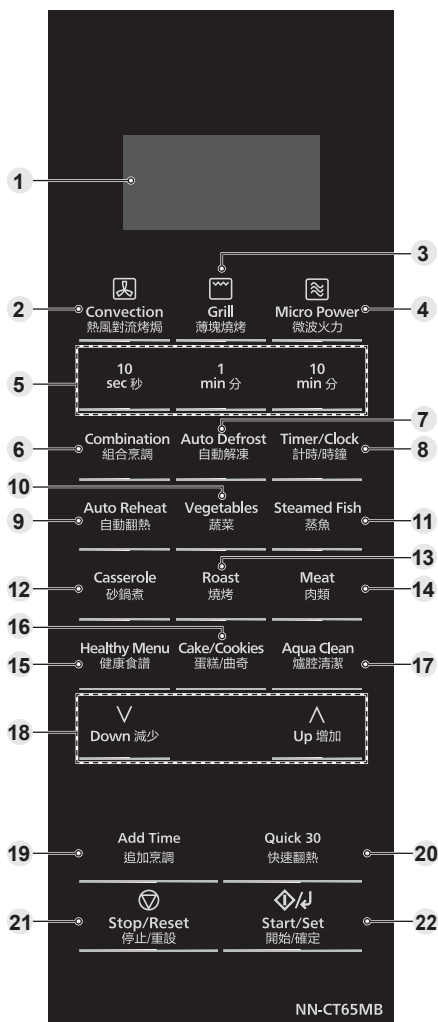 1
3
2
Convection
熱風對流烤焗
Grill
薄塊燒烤
Micro Power
微波火力
4
5
10
sec 秒
1
min 分
10
min 分
7
6
Combination
組合烹調
Auto Defrost
自動解凍
Timer/Clock
計時/時鐘
8
10
9
Auto Reheat
自動翻熱
Vegetables
蔬菜
Steamed Fish
蒸魚
11
13
12
Casserole
砂鍋煮
Roast
燒烤
Meat
肉類
14
16
15
Healthy Menu
健康食譜
Cake/Cookies
蛋糕/曲奇
Aqua Clean
爐腔清潔
17
18
Down 減少
Up 增加
19
Add Time
追加烹調
Quick 30
快速翻熱
20
21
Stop/Reset
停止/重設
Start/Set
開始/確定
22
NN-CT65MB